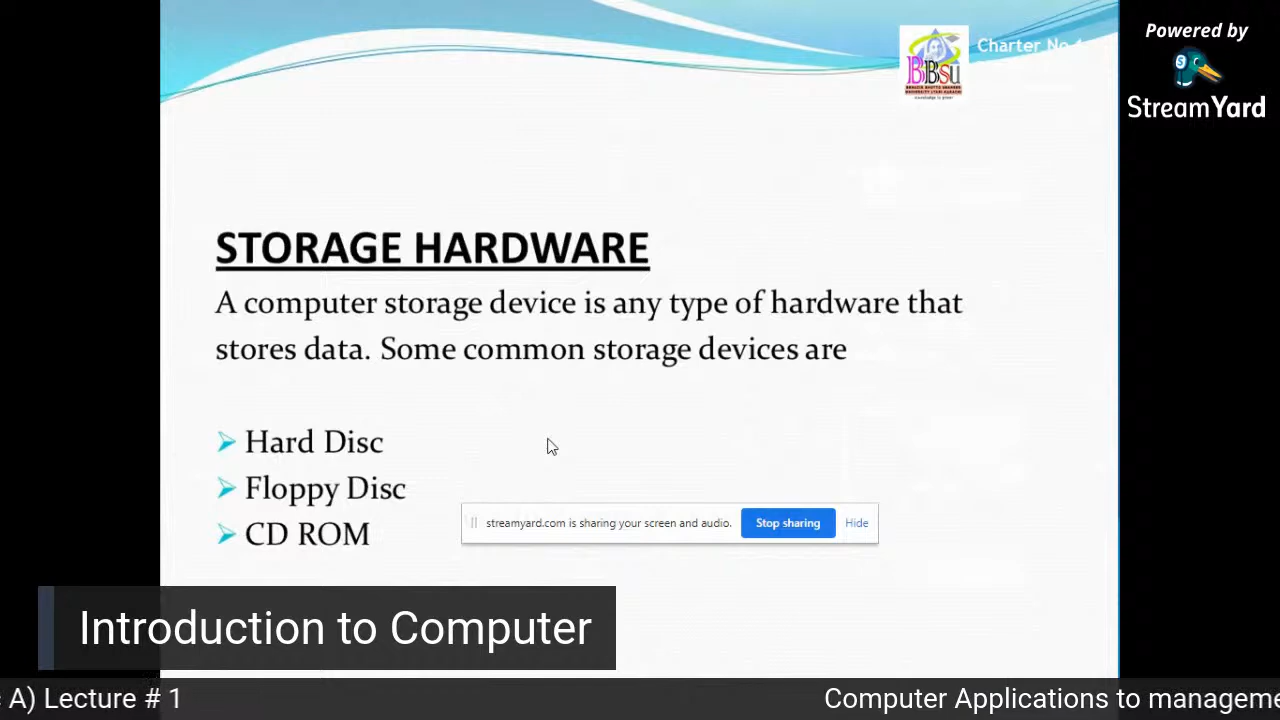 Powered by
StreamYard
Charter No
BBSU
STORAGE HARDWARE
A computer storage device is any type of hardware that
stores data. Some common storage devices are
Hard Disc
Floppy Disc
CD ROM
streamyard.com is sharing your screen and audio.
Stop sharing
Hide
Introduction to Computer
A) Lecture # 1
Computer Applications to manageme